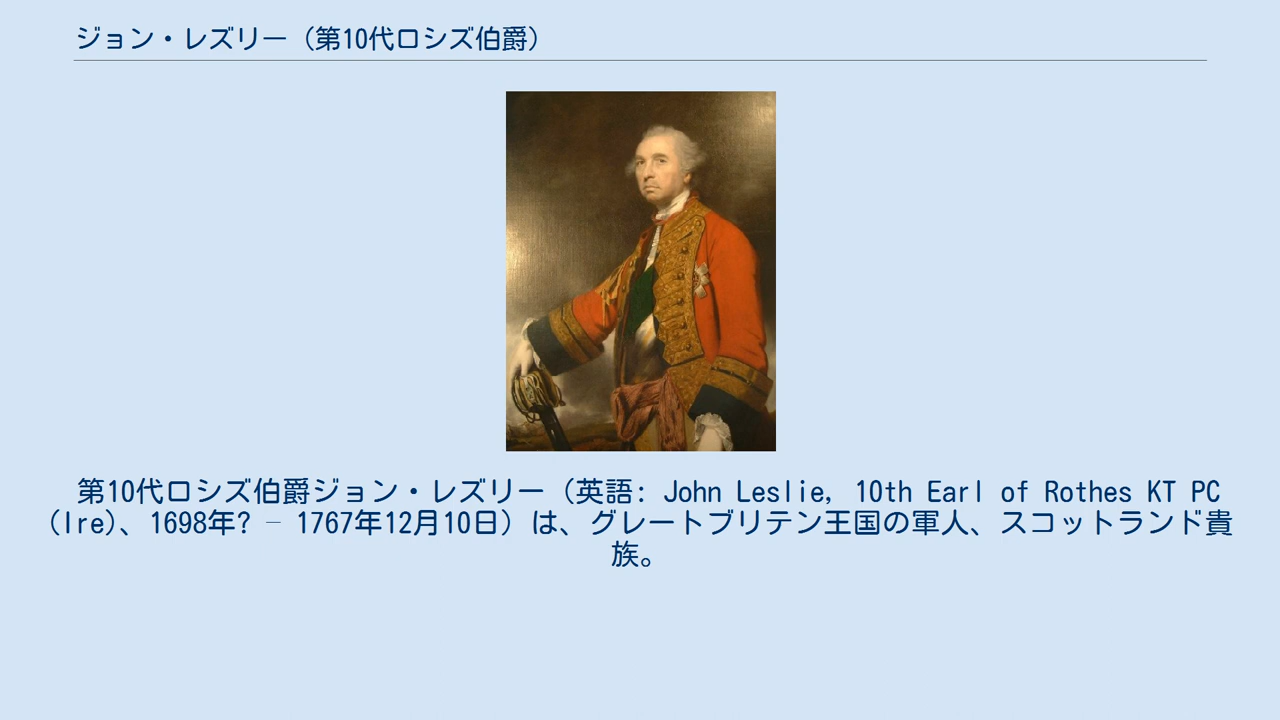 ジョン・レズリー（第10代ロシズ伯爵）
第10代ロシズ伯爵ジョン・レズリー（英語: John Leslie, 10th Earl of Rothes KT PC
(Ire)、1698年? – 1767年12月10日）は、グレートブリテン王国の軍人、スコットランド貴
族。